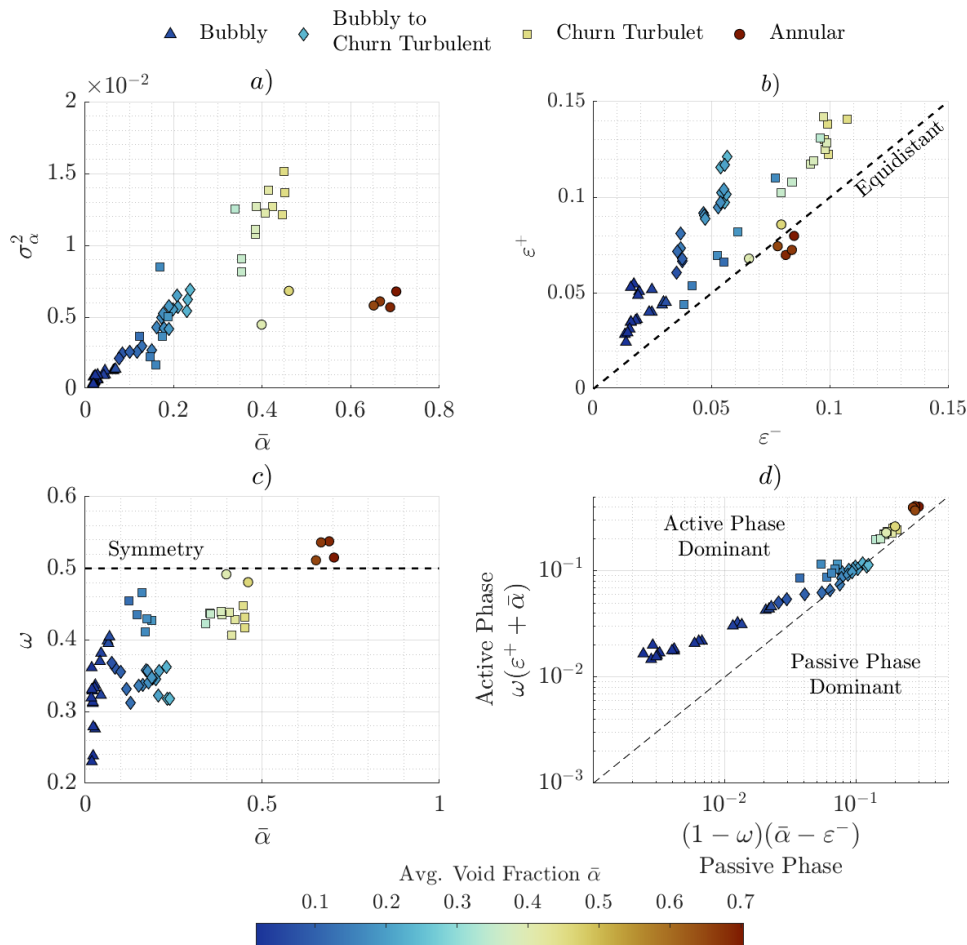 Bubbly
Bubbly to
Churn Turbulent
Churn Turbulet
Annular
×10⁻²
a)
2
1.5
1
0.5
0
σ²α
0
0.2
0.4
0.6
0.8
ᾱ
b)
0.15
0.1
0.05
0
ε⁺
Equidistant
0
0.05
0.1
0.15
ε⁻
c)
0.6
0.5
0.4
0.3
0.2
ω
Symmetry
0
0.5
1
ᾱ
d)
Active Phase
ω(ε⁺ + ᾱ)
10⁻¹
10⁻²
10⁻³
Active Phase
Dominant
Passive Phase
Dominant
10⁻²
10⁻¹
(1 − ω)(ᾱ − ε⁻)
Passive Phase
Avg. Void Fraction ᾱ
0.1
0.2
0.3
0.4
0.5
0.6
0.7